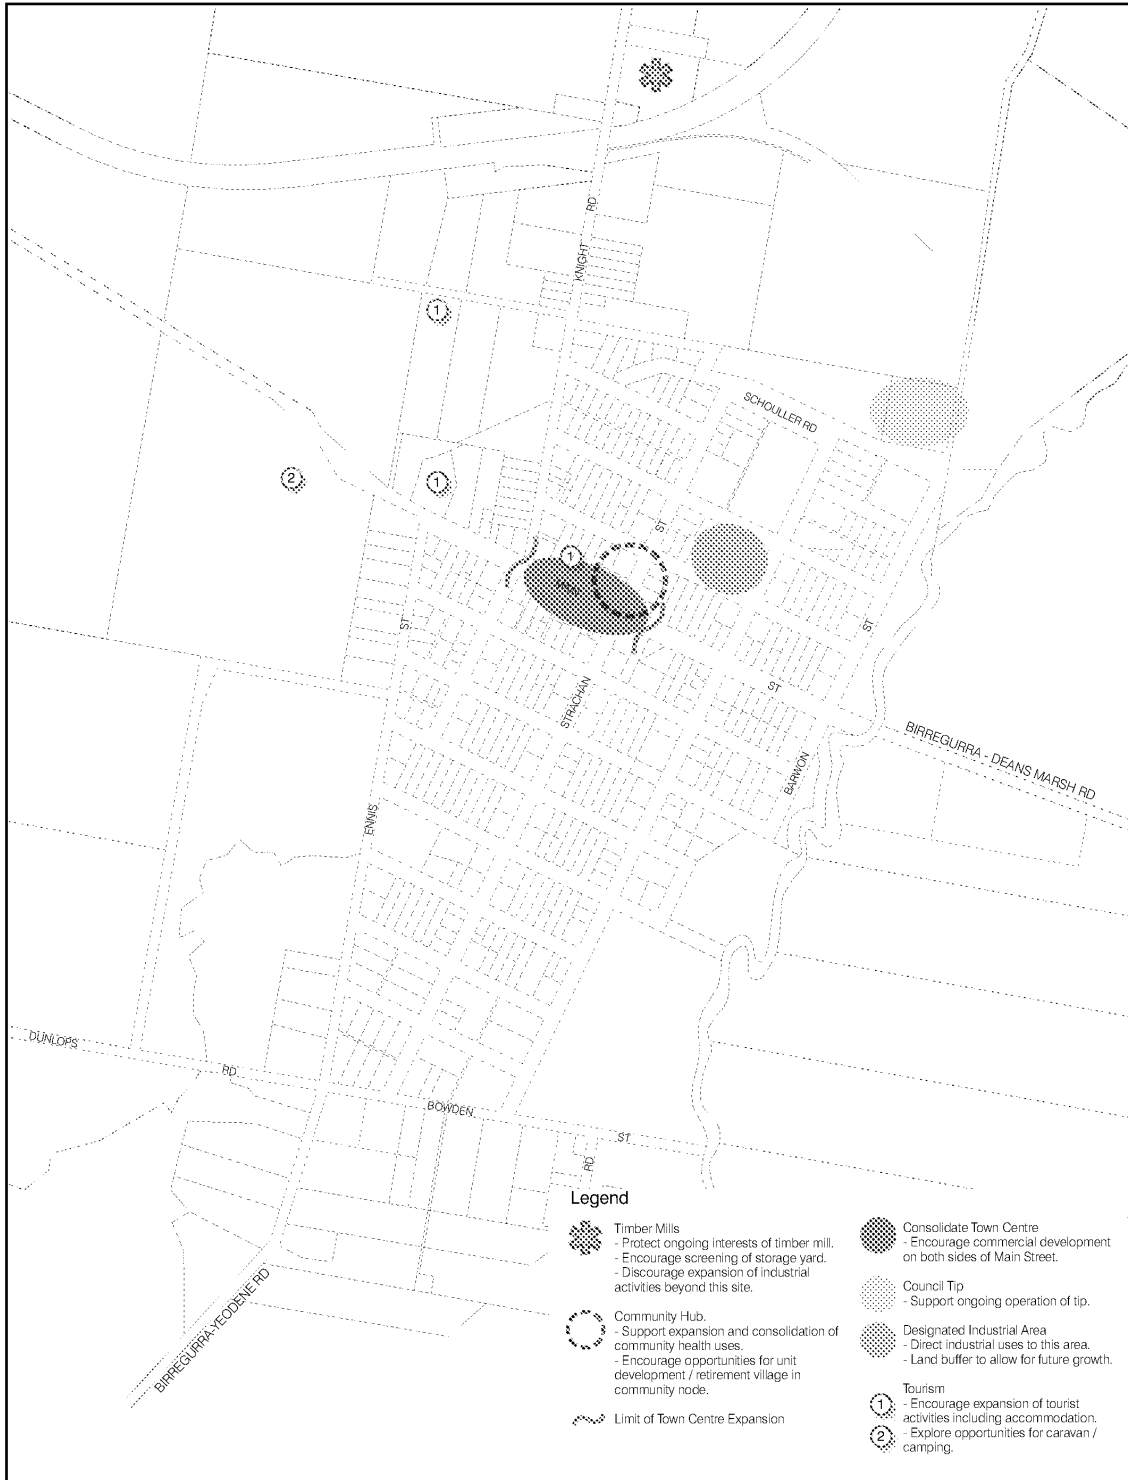 KNIGHT
RD
1
SCHOULLER RD
2
1
ST
1
ST
ST
ST
STRACHAN
BIRREGURRA - DEANS MARSH RD
BARWON
ENNIS
DUNLOPS
RD
BOWDEN
ST
RD
BIRREGURRA-YEODENE RD
Legend
Timber Mills
- Protect ongoing interests of timber mill.
- Encourage screening of storage yard.
- Discourage expansion of industrial
activities beyond this site.
Community Hub.
- Support expansion and consolidation of
community health uses.
- Encourage opportunities for unit
development / retirement village in
community node.
Limit of Town Centre Expansion
Consolidate Town Centre
- Encourage commercial development
on both sides of Main Street.
Council Tip
- Support ongoing operation of tip.
Designated Industrial Area
- Direct industrial uses to this area.
- Land buffer to allow for future growth.
Tourism
1 - Encourage expansion of tourist
activities including accommodation.
2 - Explore opportunities for caravan /
camping.